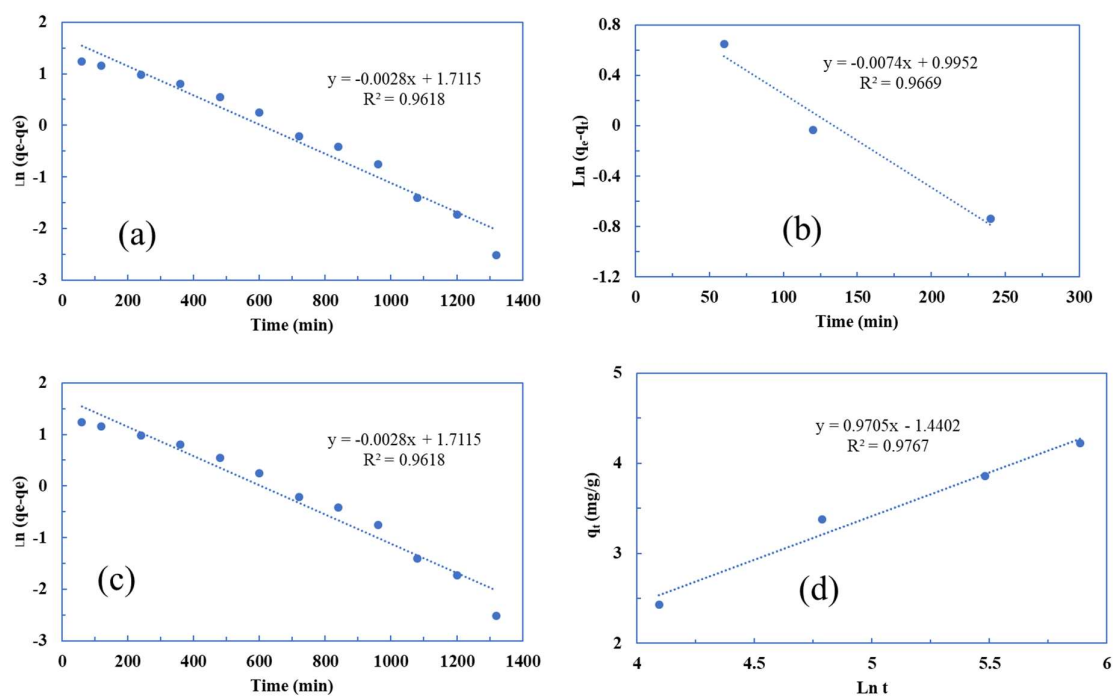 2
1
0
-1
-2
-3
Ln (qe-qe)
y = -0.0028x + 1.7115
R² = 0.9618
(a)
0 200 400 600 800 1000 1200 1400
Time (min)
0.8
0.4
0
-0.4
-0.8
-1.2
Ln (qe-qt)
y = -0.0074x + 0.9952
R² = 0.9669
(b)
0 50 100 150 200 250 300
Time (min)
2
1
0
-1
-2
-3
Ln (qe-qe)
y = -0.0028x + 1.7115
R² = 0.9618
(c)
0 200 400 600 800 1000 1200 1400
Time (min)
5
4
3
2
qt (mg/g)
y = 0.9705x - 1.4402
R² = 0.9767
(d)
4 4.5 5 5.5 6
Ln t